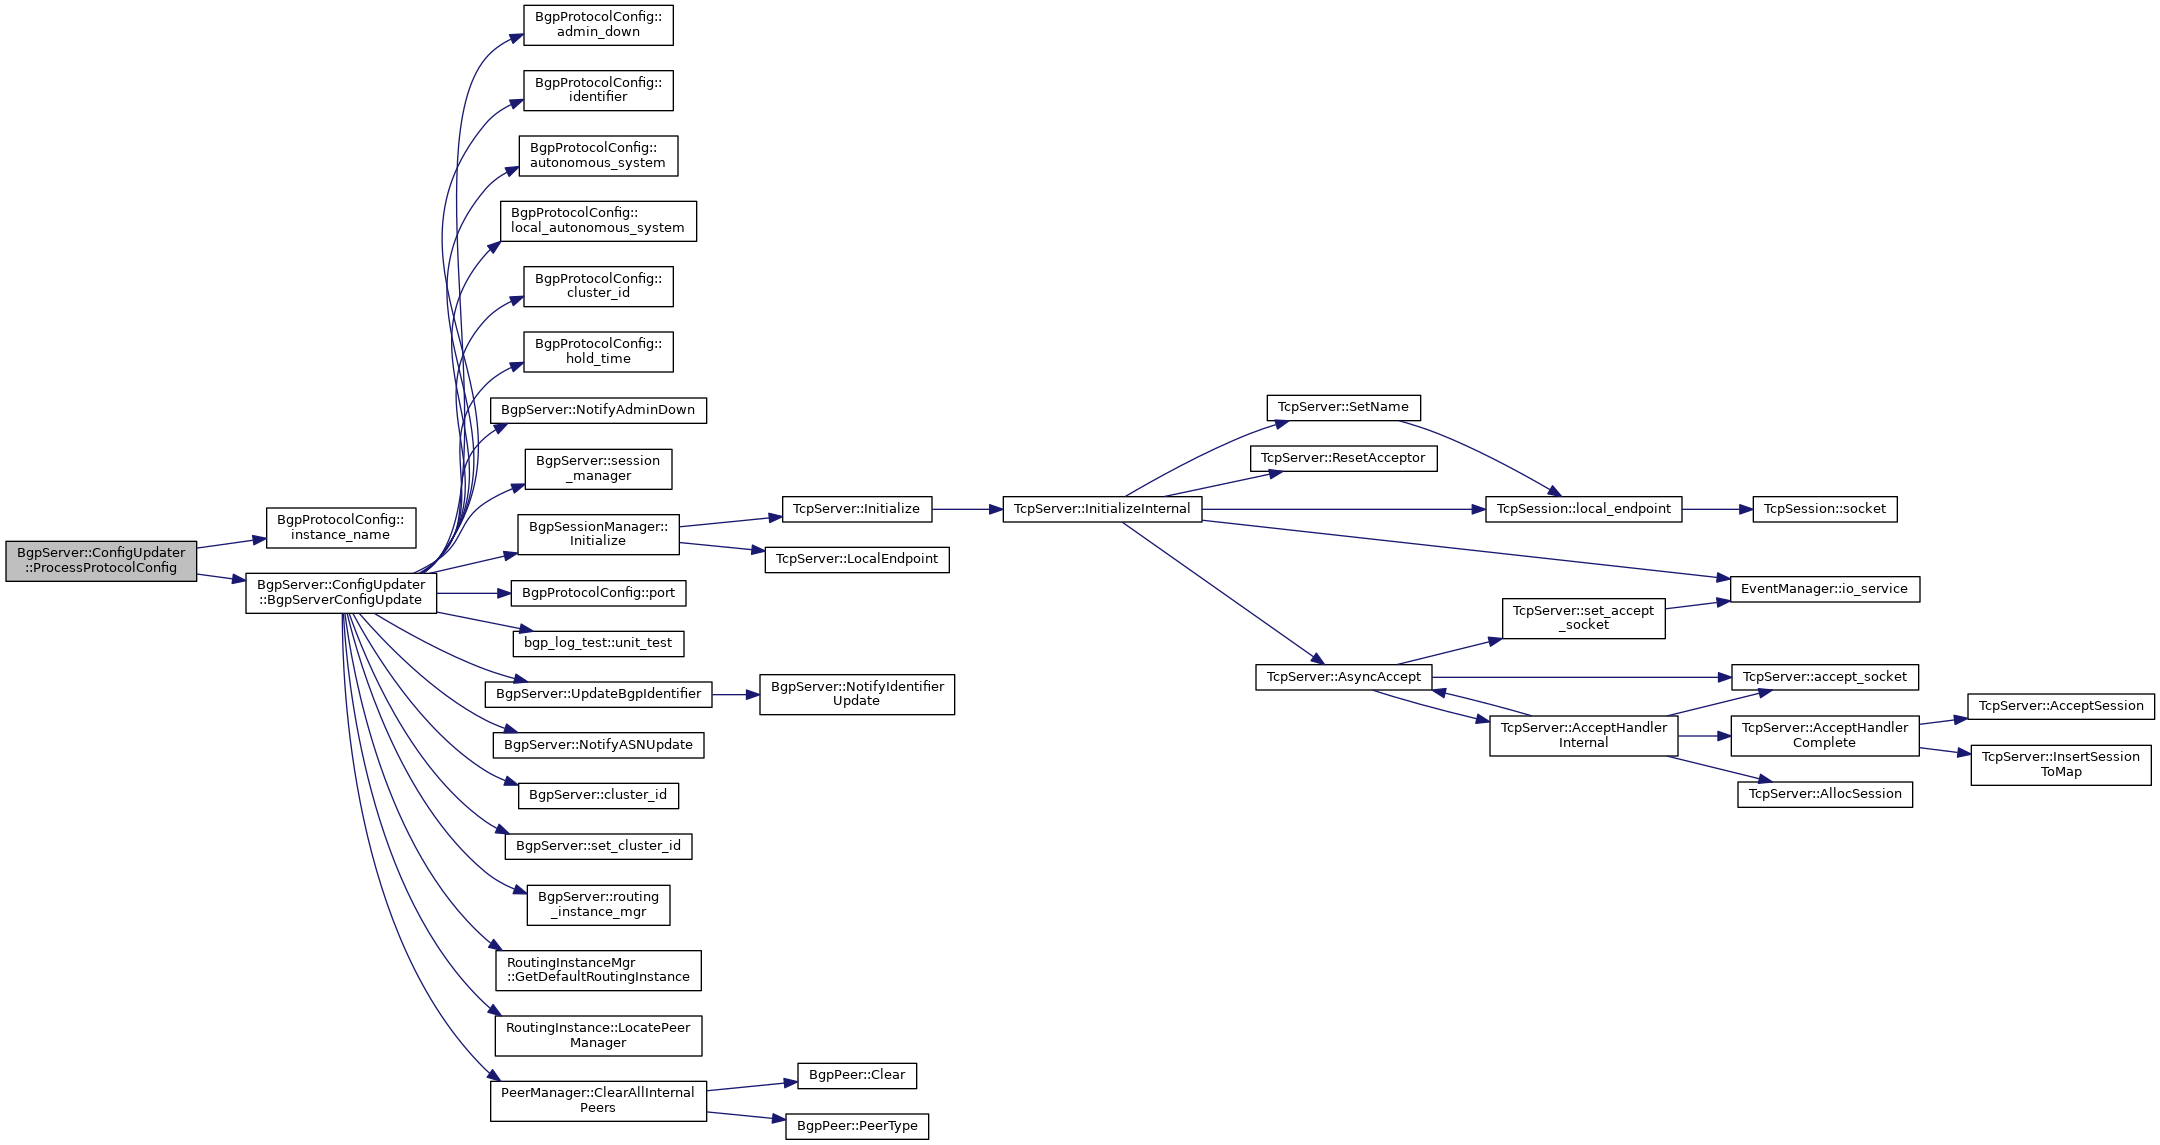 BgpServer::ConfigUpdater
::ProcessProtocolConfig
BgpProtocolConfig::
instance_name
BgpServer::ConfigUpdater
::BgpServerConfigUpdate
BgpProtocolConfig::
admin_down
BgpProtocolConfig::
identifier
BgpProtocolConfig::
autonomous_system
BgpProtocolConfig::
local_autonomous_system
BgpProtocolConfig::
cluster_id
BgpProtocolConfig::
hold_time
BgpServer::NotifyAdminDown
BgpServer::session
_manager
BgpSessionManager::
Initialize
BgpProtocolConfig::port
bgp_log_test::unit_test
BgpServer::UpdateBgpIdentifier
BgpServer::NotifyASNUpdate
BgpServer::cluster_id
BgpServer::set_cluster_id
BgpServer::routing
_instance_mgr
RoutingInstanceMgr
::GetDefaultRoutingInstance
RoutingInstance::LocatePeer
Manager
PeerManager::ClearAllInternal
Peers
TcpServer::Initialize
TcpServer::LocalEndpoint
BgpServer::NotifyIdentifier
Update
BgpPeer::Clear
BgpPeer::PeerType
TcpServer::InitializeInternal
TcpServer::SetName
TcpServer::ResetAcceptor
TcpServer::AsyncAccept
TcpSession::local_endpoint
TcpServer::set_accept
_socket
TcpServer::AcceptHandler
Internal
TcpSession::socket
EventManager::io_service
TcpServer::accept_socket
TcpServer::AcceptHandler
Complete
TcpServer::AllocSession
TcpServer::AcceptSession
TcpServer::InsertSession
ToMap